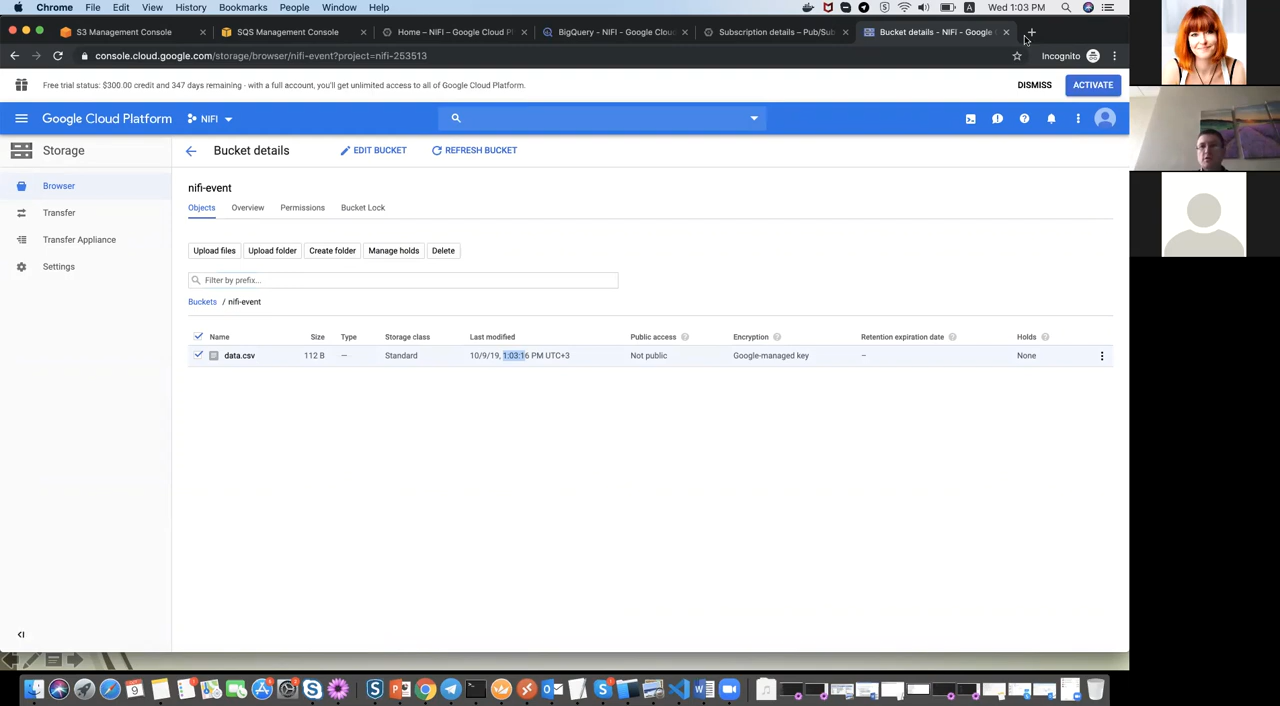 Chrome File Edit View History Bookmarks People Window Help Wed 1:03 PM
S3 Management Console
SQS Management Console
Home – NIFI – Google Cloud P
BigQuery - NIFI - Google Clou
Subscription details – Pub/Sub
Bucket details - NIFI - Google
console.cloud.google.com/storage/browser/nifi-event?project=nifi-253513
Incognito
Free trial status: $300.00 credit and 347 days remaining - with a full account, you'll get unlimited access to all of Google Cloud Platform.
DISMISS
ACTIVATE
Google Cloud Platform
NIFI
Storage
Bucket details
EDIT BUCKET
REFRESH BUCKET
Browser
Transfer
Transfer Appliance
Settings
nifi-event
Objects Overview Permissions Bucket Lock
Upload files Upload folder Create folder Manage holds Delete
Filter by prefix...
Buckets / nifi-event
Name Size Type Storage class Last modified Public access Encryption Retention expiration date Holds
data.csv 112 B — Standard 10/9/19, 1:03:16 PM UTC+3 Not public Google-managed key – None